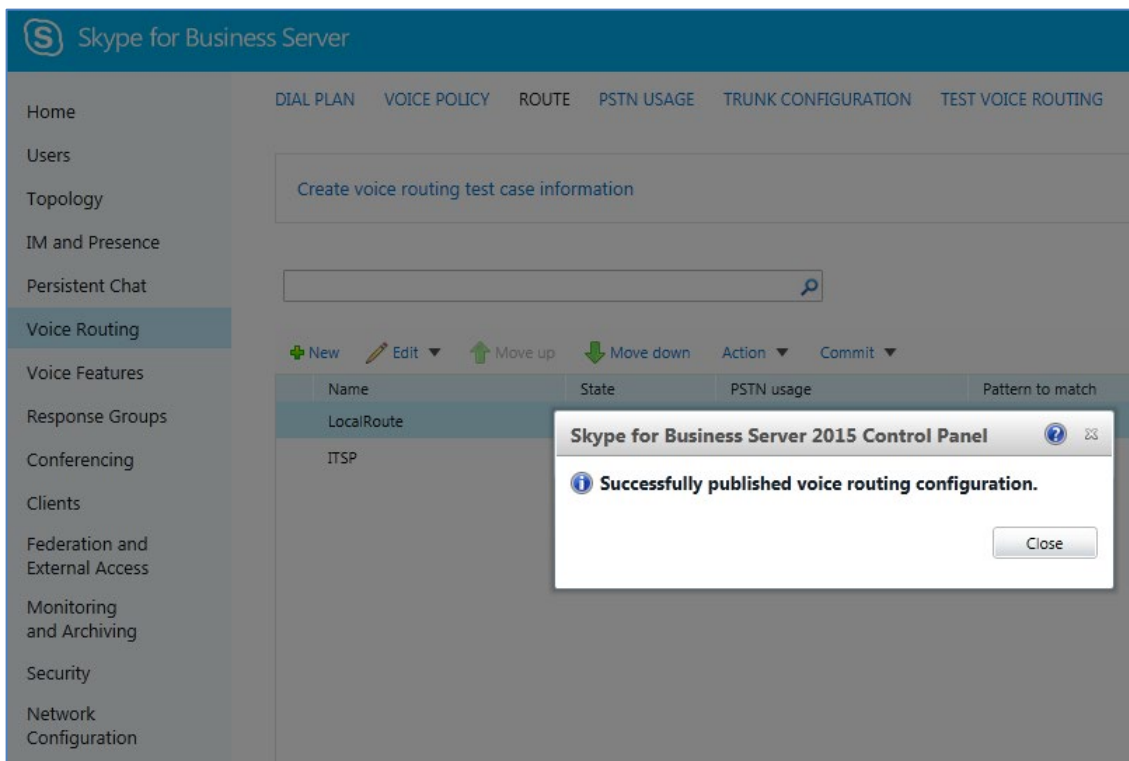 Skype for Business Server
Home
Users
Topology
IM and Presence
Persistent Chat
Voice Routing
Voice Features
Response Groups
Conferencing
Clients
Federation and
External Access
Monitoring
and Archiving
Security
Network
Configuration
DIAL PLAN VOICE POLICY ROUTE PSTN USAGE TRUNK CONFIGURATION TEST VOICE ROUTING
Create voice routing test case information
New Edit Move up Move down Action Commit
Name State PSTN usage Pattern to match
LocalRoute
ITSP
Skype for Business Server 2015 Control Panel
Successfully published voice routing configuration.
Close